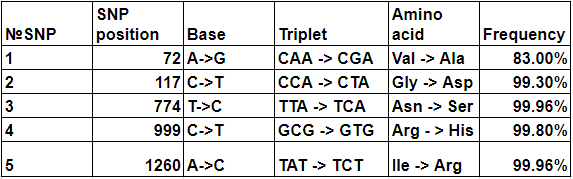 №SNP SNP position Base Triplet Amino acid Frequency
1 72 A->G CAA -> CGA Val -> Ala 83.00%
2 117 C->T CCA -> CTA Gly -> Asp 99.30%
3 774 T->C TTA -> TCA Asn -> Ser 99.96%
4 999 C->T GCG -> GTG Arg - > His 99.80%
5 1260 A->C TAT -> TCT Ile -> Arg 99.96%